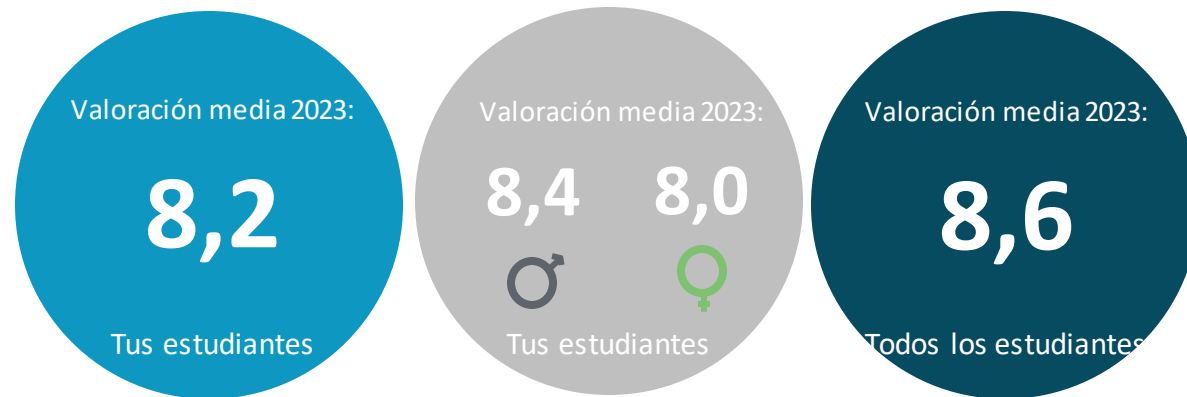 Valoración media 2023:
8,2
Tus estudiantes
Valoración media 2023:
8,4 8,0
Tus estudiantes
Valoración media 2023:
8,6
Todos los estudiantes